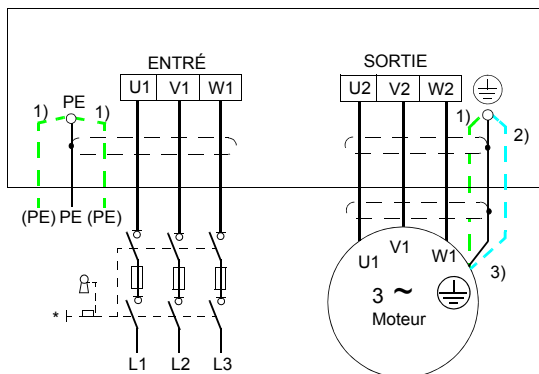 ENTRÉ
SORTIE
U1 V1 W1
U2 V2 W2
1) PE 1)
1)
2)
(PE) PE (PE)
U1 V1 W1
3)
3 ~
Moteur
*
L1 L2 L3